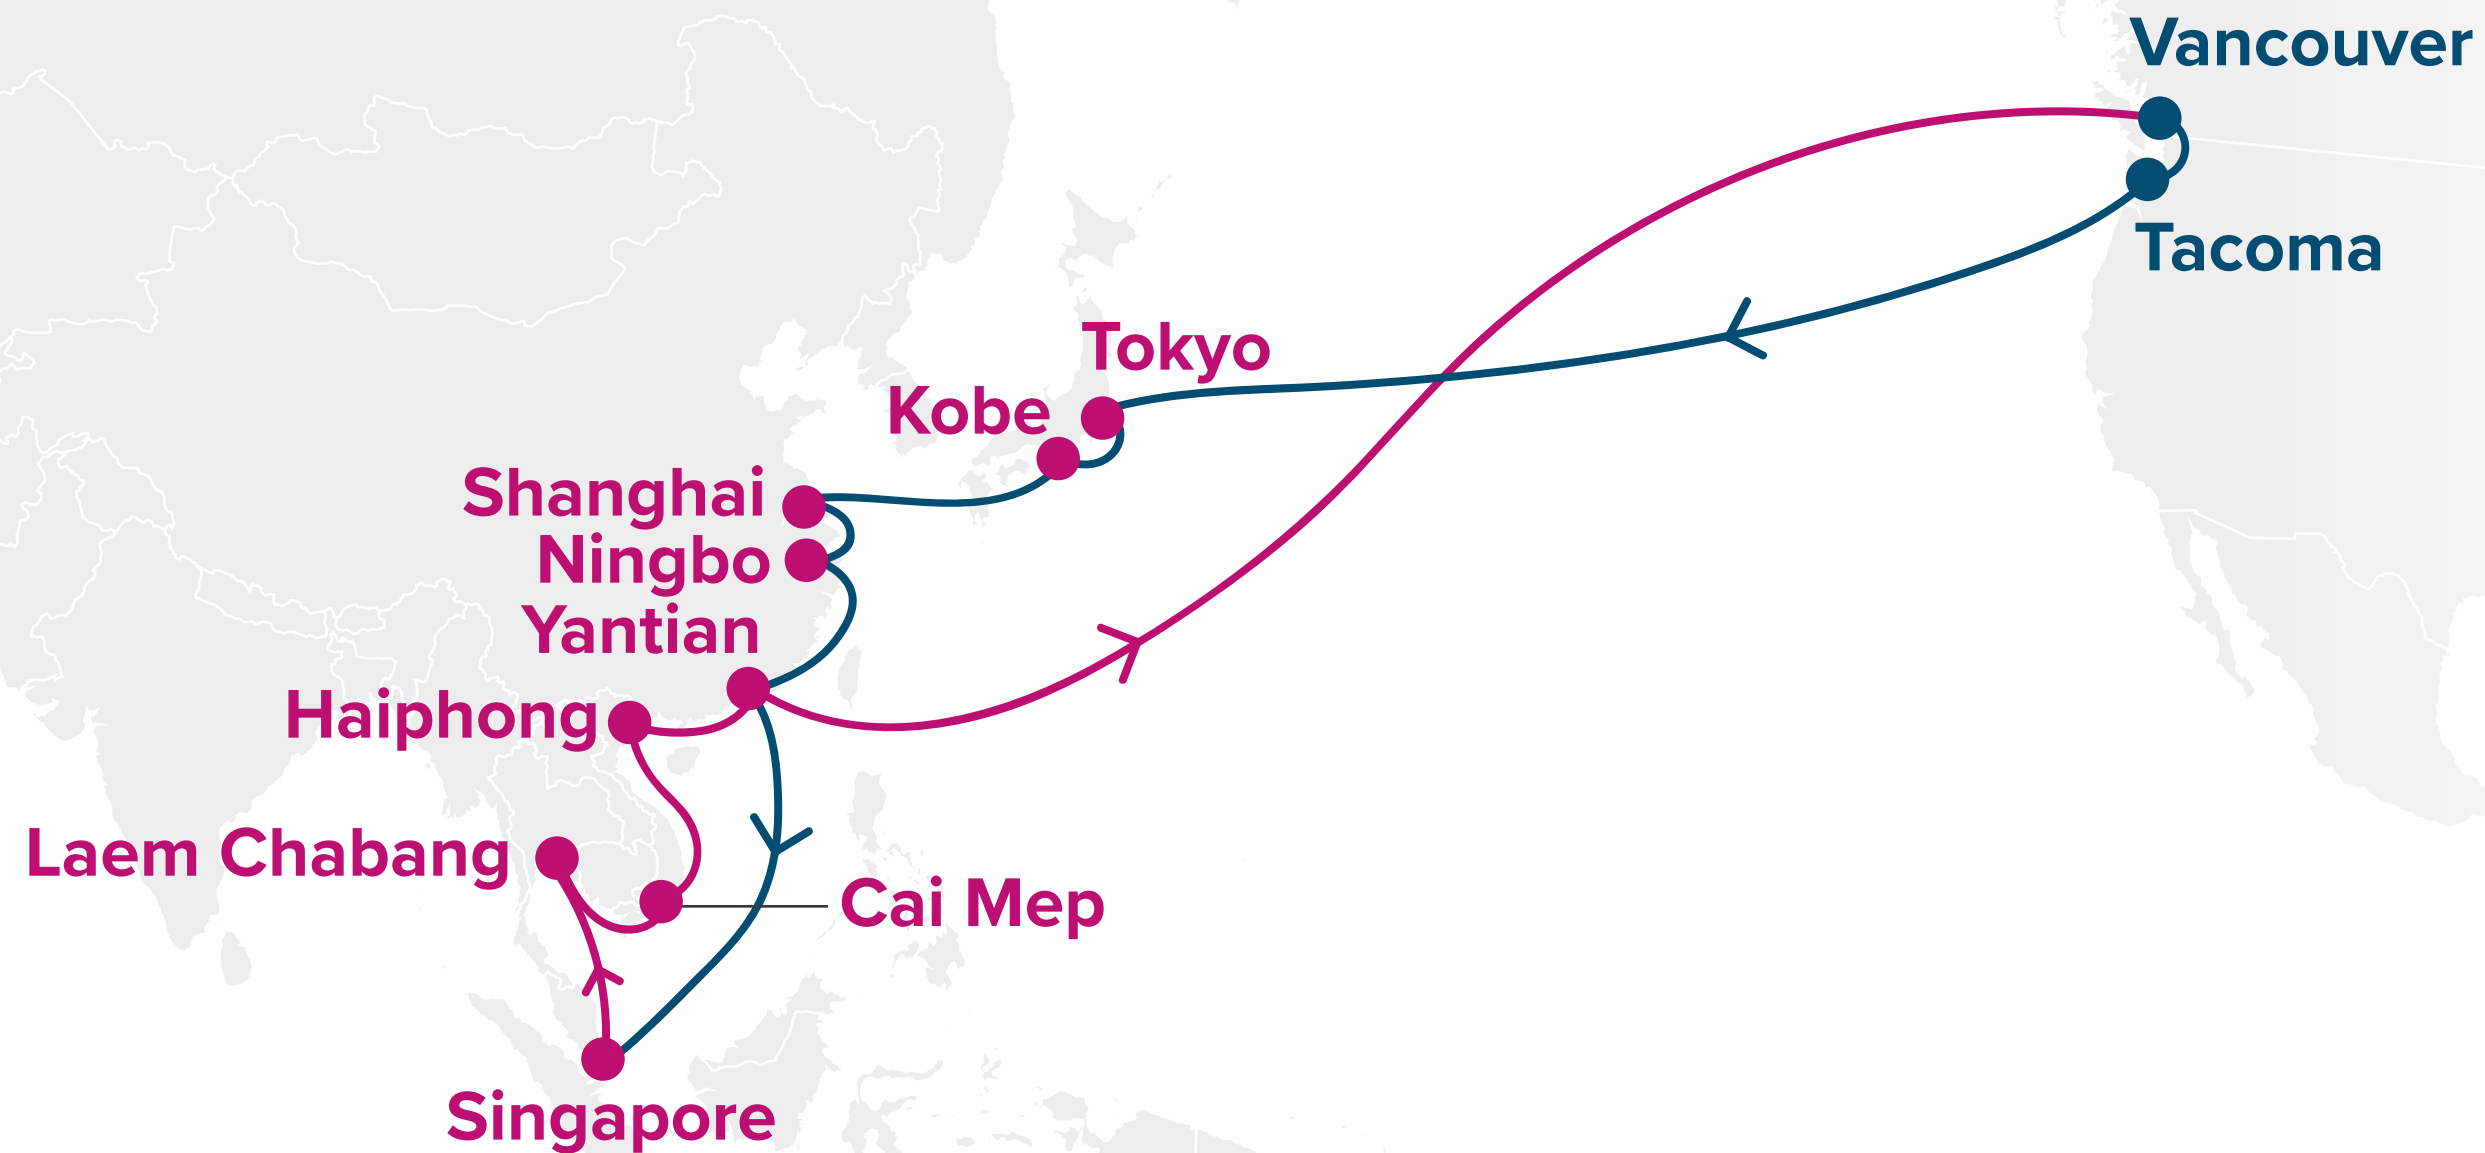 Vancouver
Tacoma
Tokyo
Kobe
Shanghai
Ningbo
Yantian
Haiphong
Laem Chabang
Cai Mep
Singapore